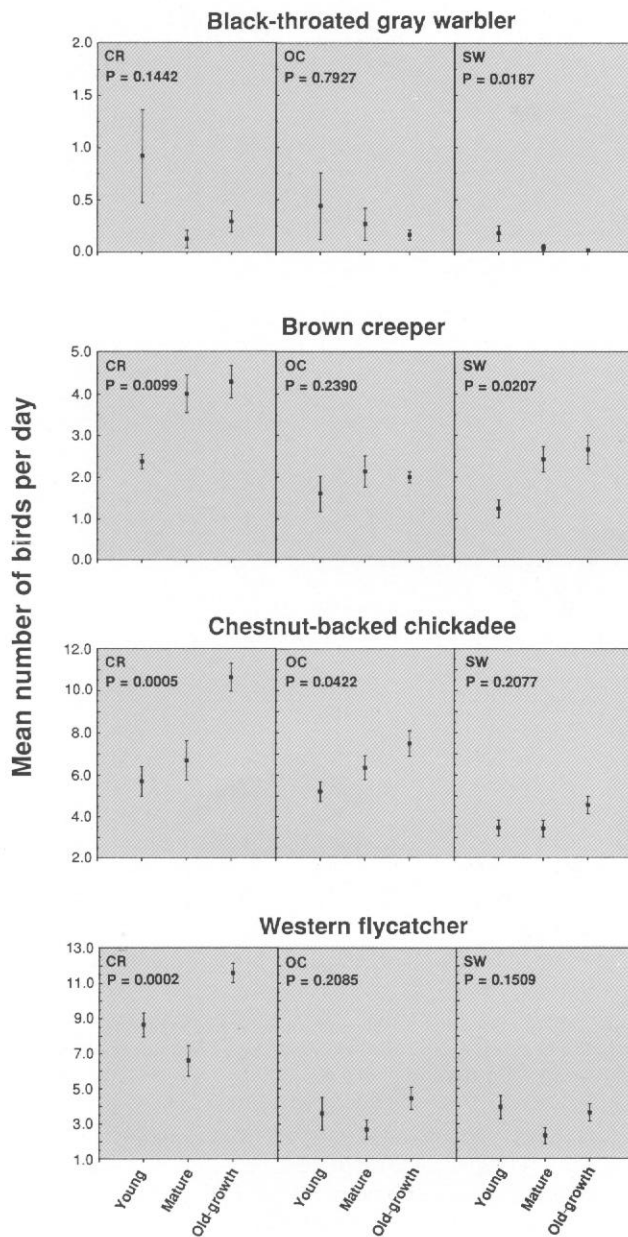 Black-throated gray warbler
2.0
1.5
1.0
0.5
0.0
CR
P = 0.1442
OC
P = 0.7927
SW
P = 0.0187
Brown creeper
5.0
4.0
3.0
2.0
1.0
0.0
CR
P = 0.0099
OC
P = 0.2390
SW
P = 0.0207
Mean number of birds per day
Chestnut-backed chickadee
12.0
10.0
8.0
6.0
4.0
2.0
CR
P = 0.0005
OC
P = 0.0422
SW
P = 0.2077
Western flycatcher
13.0
11.0
9.0
7.0
5.0
3.0
1.0
CR
P = 0.0002
OC
P = 0.2085
SW
P = 0.1509
Young
Mature
Old-growth
Young
Mature
Old-growth
Young
Mature
Old-growth